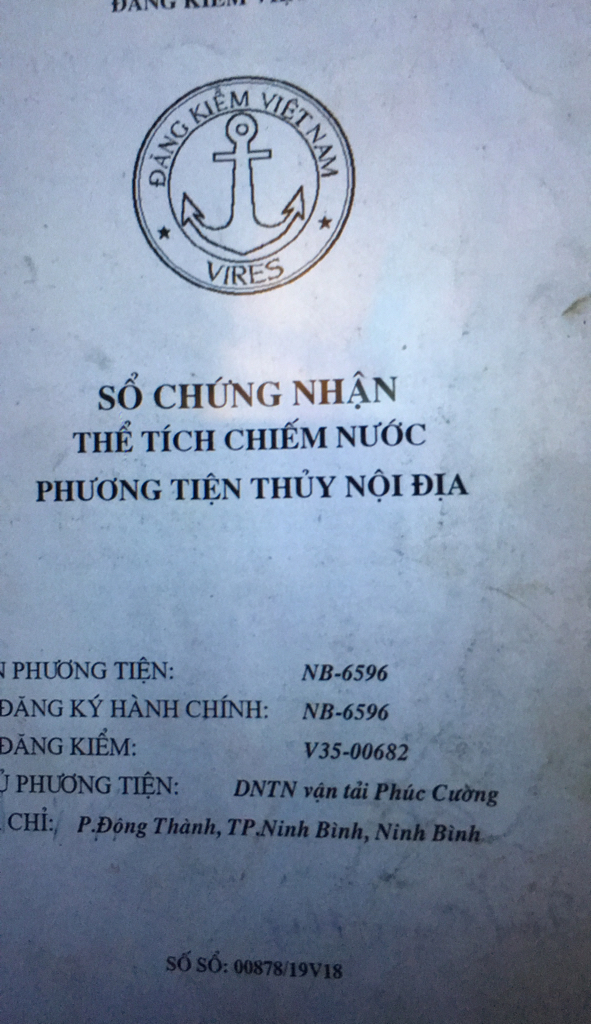 ĐĂNG KIỂM
ĐĂNG KIỂM VIỆT NAM
VIRES
SỔ CHỨNG NHẬN
THỂ TÍCH CHIẾM NƯỚC
PHƯƠNG TIỆN THỦY NỘI ĐỊA
PHƯƠNG TIỆN: NB-6596
ĐĂNG KÝ HÀNH CHÍNH: NB-6596
ĐĂNG KIỂM: V35-00682
PHƯƠNG TIỆN: DNTN vận tải Phúc Cường
CHỈ: P.Đông Thành, TP.Ninh Bình, Ninh Bình
SỐ SỔ: 00878/19V18